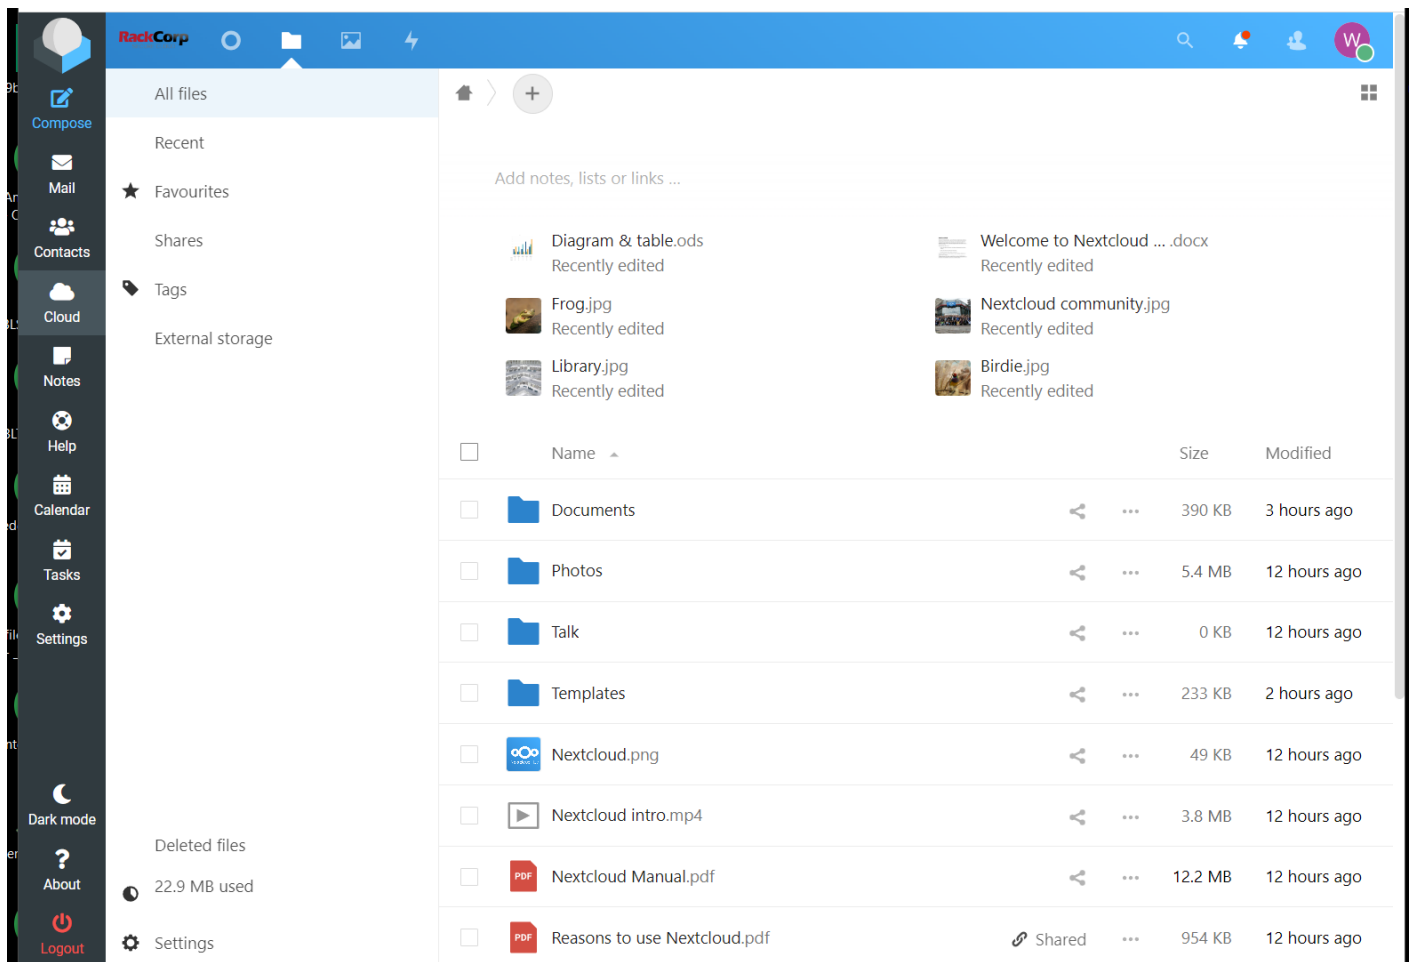 RackCorp
W
Compose
Mail
Contacts
Cloud
Notes
Help
Calendar
Tasks
Settings
Dark mode
About
Logout
All files
Recent
Favourites
Shares
Tags
External storage
Deleted files
22.9 MB used
Settings
Add notes, lists or links ...
Diagram & table.ods
Recently edited
Welcome to Nextcloud ... .docx
Recently edited
Frog.jpg
Recently edited
Nextcloud community.jpg
Recently edited
Library.jpg
Recently edited
Birdie.jpg
Recently edited
Name Size Modified
Documents 390 KB 3 hours ago
Photos 5.4 MB 12 hours ago
Talk 0 KB 12 hours ago
Templates 233 KB 2 hours ago
Nextcloud.png 49 KB 12 hours ago
Nextcloud intro.mp4 3.8 MB 12 hours ago
PDF Nextcloud Manual.pdf 12.2 MB 12 hours ago
PDF Reasons to use Nextcloud.pdf Shared 954 KB 12 hours ago